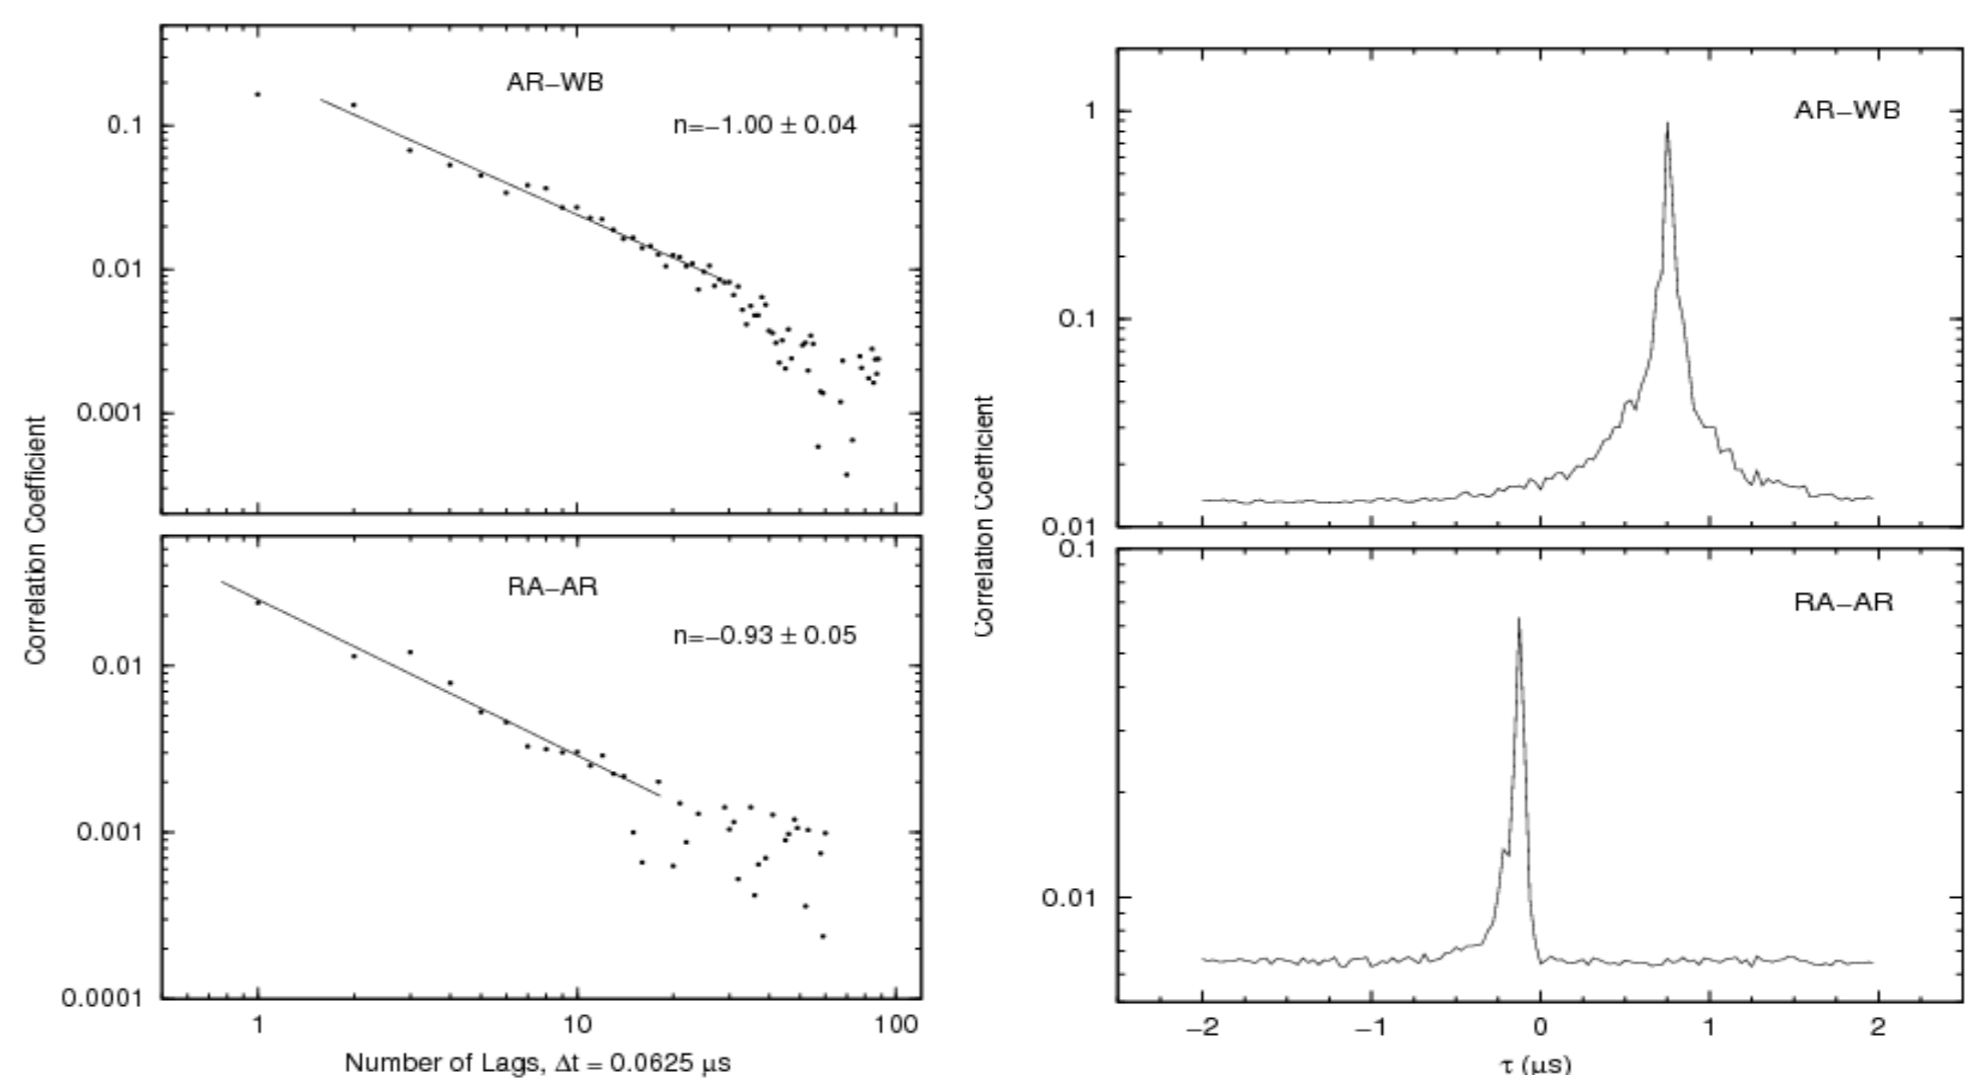 AR−WB
n=−1.00 ± 0.04
0.1
0.01
0.001
Correlation Coefficient
RA−AR
n=−0.93 ± 0.05
0.01
0.001
0.0001
1
10
100
Number of Lags, Δt = 0.0625 μs
AR−WB
1
0.1
0.01
Correlation Coefficient
0.1
RA−AR
0.01
−2
−1
0
1
2
τ (μs)